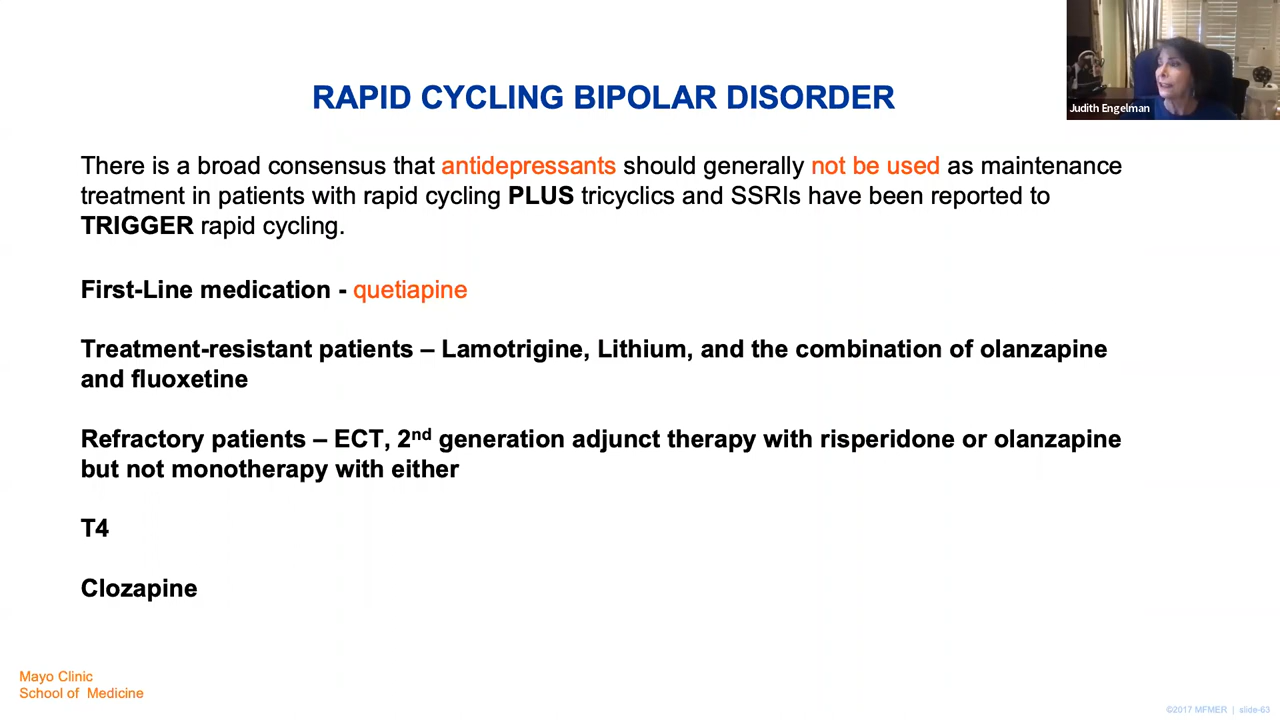 Judith Engelman
RAPID CYCLING BIPOLAR DISORDER
There is a broad consensus that antidepressants should generally not be used as maintenance
treatment in patients with rapid cycling PLUS tricyclics and SSRIs have been reported to
TRIGGER rapid cycling.
First-Line medication - quetiapine
Treatment-resistant patients – Lamotrigine, Lithium, and the combination of olanzapine
and fluoxetine
Refractory patients – ECT, 2nd generation adjunct therapy with risperidone or olanzapine
but not monotherapy with either
T4
Clozapine
Mayo Clinic
School of Medicine
©2017 MFMER | slide-63